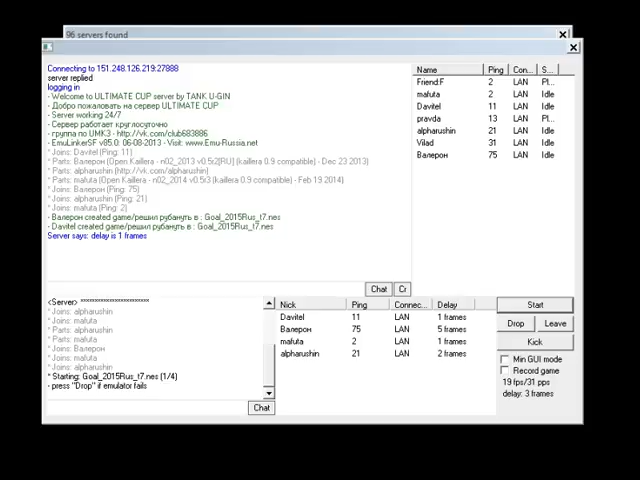 96 servers found
Connecting to 151.248.126.219:27888
server replied
logging in
- Welcome to ULTIMATE CUP server by TANK U-GIN
- Добро пожаловать на сервер ULTIMATE CUP
- Server working 24/7
- Сервер работает круглосуточно
- группа по UMK3 - http://vk.com/club683886
- EmuLinkerSF v85.0: 06-08-2013 - Visit: www.Emu-Russia.net
* Joins: Davitel (Ping: 11)
* Parts: Валерон (Open Kaillera - n02_2013 v0.5r2[RU] (kaillera 0.9 compatible) - Dec 23 2013)
* Parts: alpharushin (http://vk.com/alpharushin)
* Parts: mafuta (Open Kaillera - n02_2014 v0.5r3 (kaillera 0.9 compatible) - Feb 19 2014)
* Joins: Валерон (Ping: 75)
* Joins: alpharushin (Ping: 21)
* Joins: mafuta (Ping: 2)
- Валерон created game/решил рубануть в : Goal_2015Rus_t7.nes
- Davitel created game/решил рубануть в : Goal_2015Rus_t7.nes
Server says: delay is 1 frames
Name Ping Con... S...
Friend:F 2 LAN Pl...
mafuta 2 LAN Idle
Davitel 11 LAN Idle
pravda 13 LAN Pl...
alpharushin 21 LAN Idle
Vilad 31 LAN Idle
Валерон 75 LAN Idle
Chat Cr
<Server>
* Joins: alpharushin
* Joins: mafuta
* Parts: alpharushin
* Parts: mafuta
* Joins: Валерон
* Joins: mafuta
* Joins: alpharushin
* Starting: Goal_2015Rus_t7.nes (1/4)
- press "Drop" if emulator fails
Chat
Nick Ping Connec... Delay
Davitel 11 LAN 1 frames
Валерон 75 LAN 5 frames
mafuta 2 LAN 1 frames
alpharushin 21 LAN 2 frames
Start
Drop Leave
Kick
Min GUI mode
Record game
19 fps/31 pps
delay: 3 frames